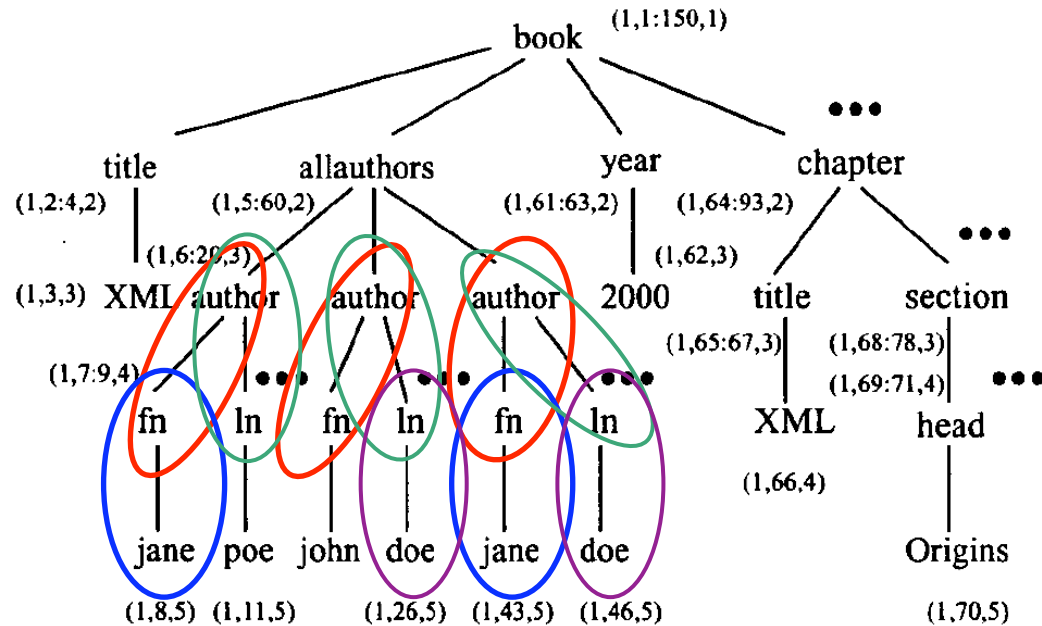 book (1,1:150,1)
title allauthors year chapter
(1,2:4,2) (1,5:60,2) (1,61:63,2) (1,64:93,2)
(1,6:20,3) (1,62,3)
(1,3,3) XML author author author 2000 title section
(1,65:67,3) (1,68:78,3)
(1,7:9,4) (1,69:71,4)
fn ln fn ln fn ln XML head
(1,66,4)
jane poe john doe jane doe Origins
(1,8,5) (1,11,5) (1,26,5) (1,43,5) (1,46,5) (1,70,5)